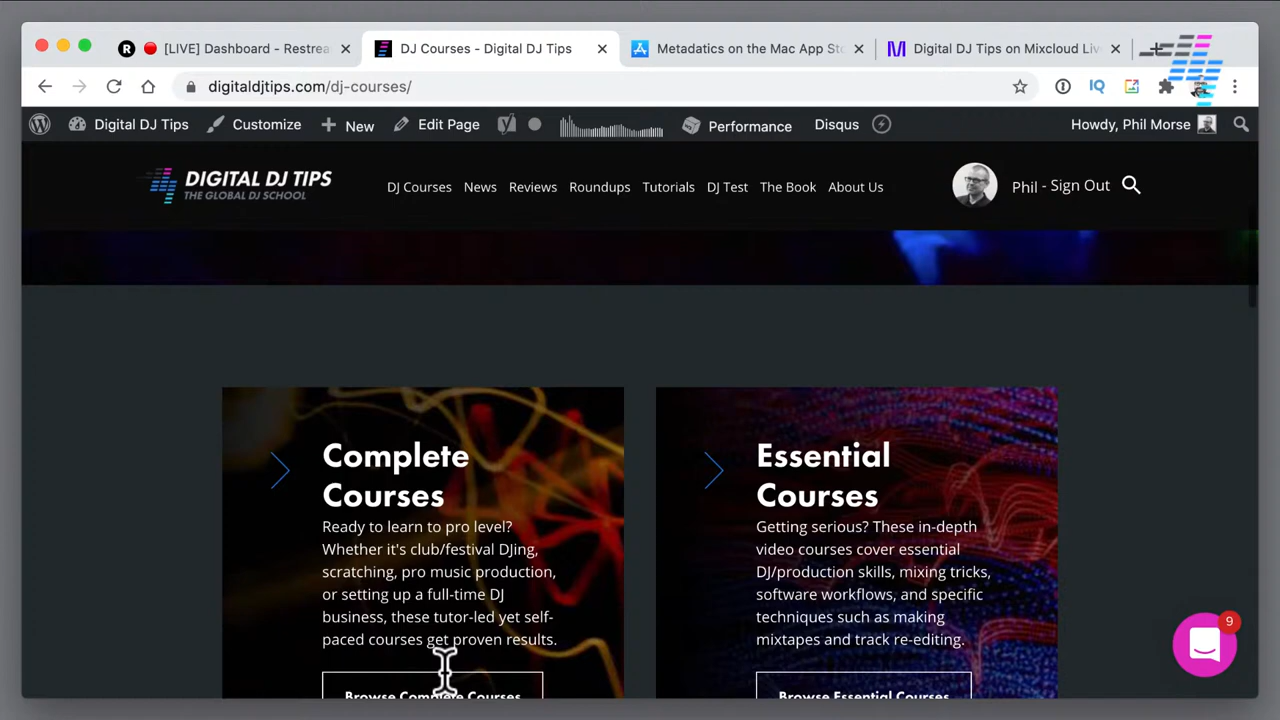 [LIVE] Dashboard - Restrea
DJ Courses - Digital DJ Tips
Metadatics on the Mac App Sto
Digital DJ Tips on Mixcloud Live
digitaldjtips.com/dj-courses/
Digital DJ Tips
Customize
New
Edit Page
Performance
Disqus
Howdy, Phil Morse
DIGITAL DJ TIPS
THE GLOBAL DJ SCHOOL
DJ Courses
News
Reviews
Roundups
Tutorials
DJ Test
The Book
About Us
Phil - Sign Out
Complete
Courses
Ready to learn to pro level?
Whether it's club/festival DJing,
scratching, pro music production,
or setting up a full-time DJ
business, these tutor-led yet self-
paced courses get proven results.
Browse Complete Courses
Essential
Courses
Getting serious? These in-depth
video courses cover essential
DJ/production skills, mixing tricks,
software workflows, and specific
techniques such as making
mixtapes and track re-editing.
Browse Essential Courses
9